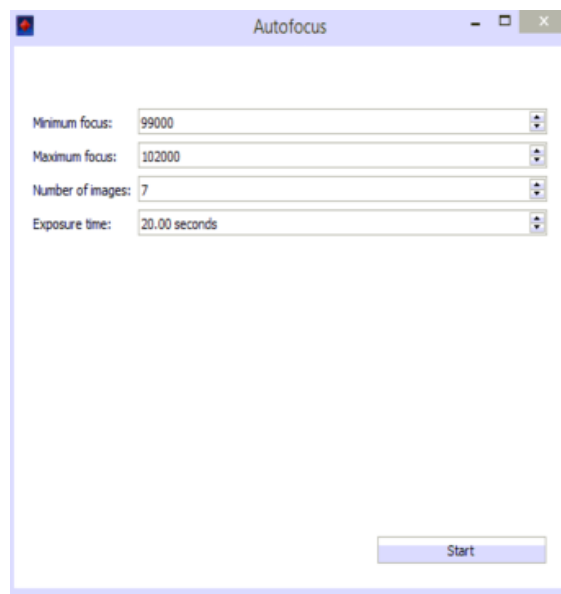 Autofocus
Minimum focus: 99000
Maximum focus: 102000
Number of images: 7
Exposure time: 20.00 seconds
Start